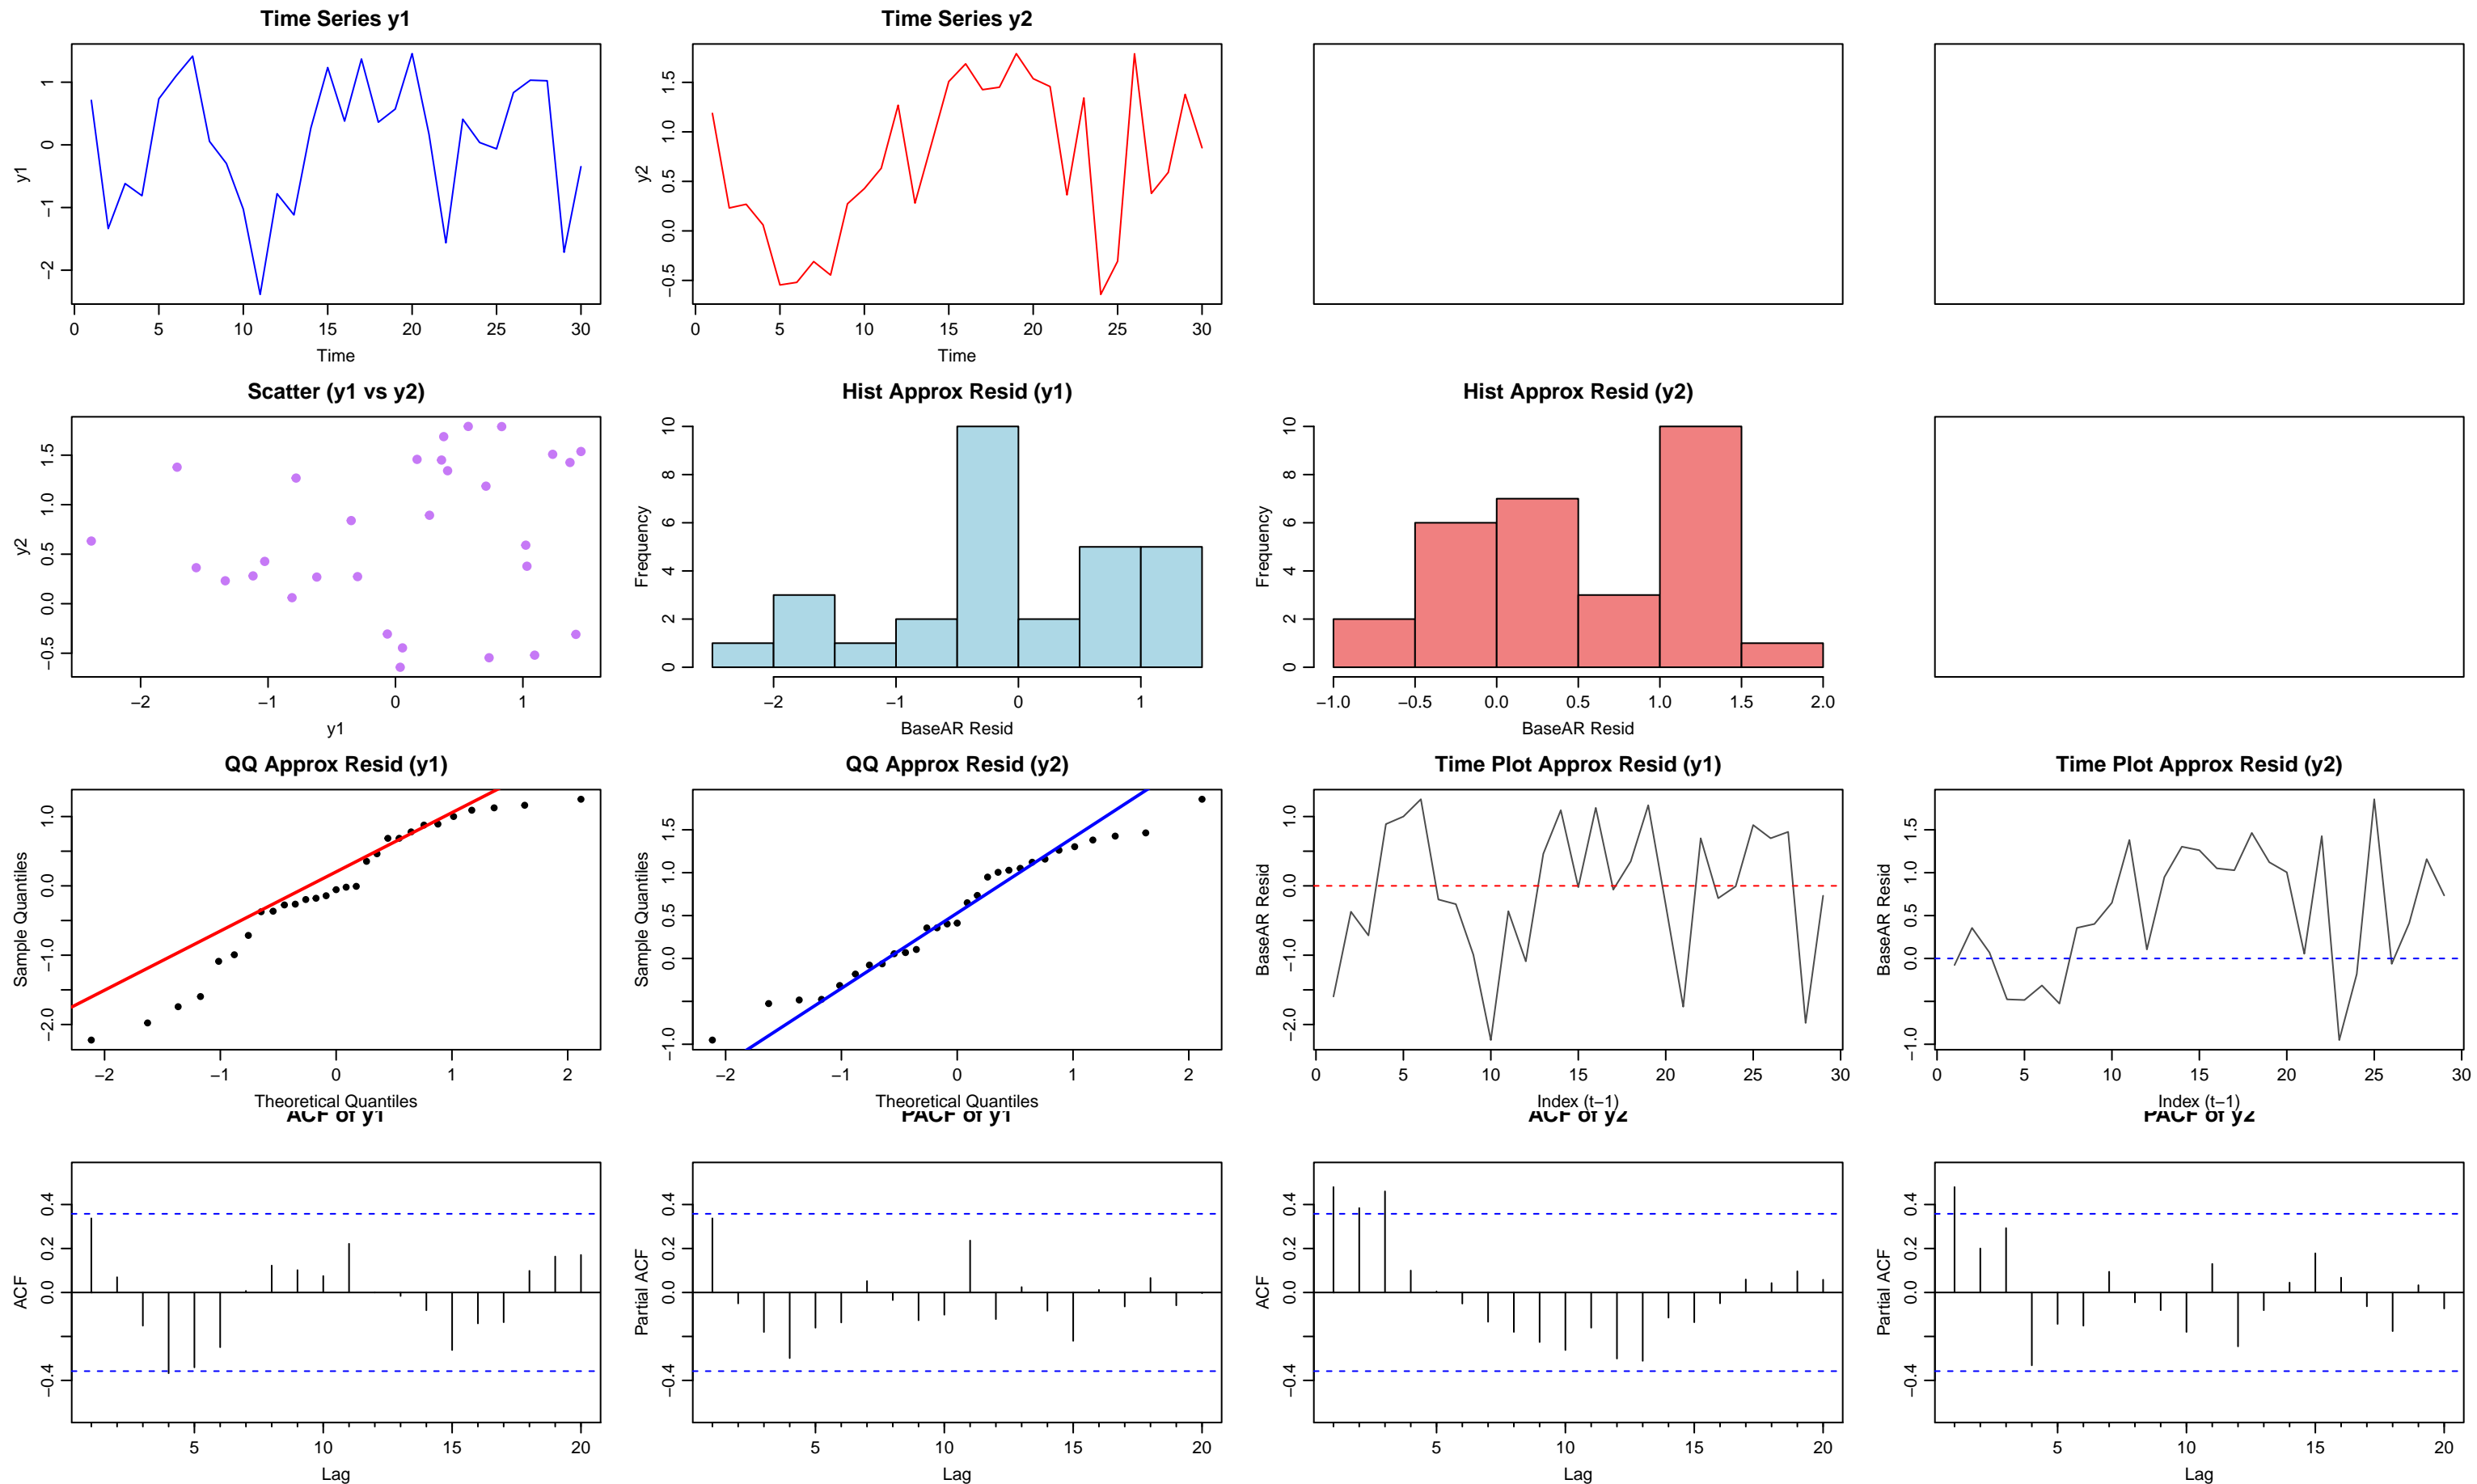 Time Series y1
y1
1
0
−1
−2
0 5 10 15 20 25 30
Time
Time Series y2
y2
1.5
1.0
0.5
0.0
−0.5
0 5 10 15 20 25 30
Time
Scatter (y1 vs y2)
y2
1.5
1.0
0.5
0.0
−0.5
−2 −1 0 1
y1
Hist Approx Resid (y1)
Frequency
10
8
6
4
2
0
−2 −1 0 1
BaseAR Resid
Hist Approx Resid (y2)
Frequency
10
8
6
4
2
0
−1.0 −0.5 0.0 0.5 1.0 1.5 2.0
BaseAR Resid
QQ Approx Resid (y1)
Sample Quantiles
1.0
0.0
−1.0
−2.0
−2 −1 0 1 2
Theoretical Quantiles
QQ Approx Resid (y2)
Sample Quantiles
1.5
1.0
0.5
0.0
−1.0
−2 −1 0 1 2
Theoretical Quantiles
Time Plot Approx Resid (y1)
BaseAR Resid
1.0
0.0
−1.0
−2.0
0 5 10 15 20 25 30
Index (t−1)
Time Plot Approx Resid (y2)
BaseAR Resid
1.5
1.0
0.5
0.0
−1.0
0 5 10 15 20 25 30
Index (t−1)
ACF of y1
ACF
0.4
0.2
0.0
−0.4
5 10 15 20
Lag
PACF of y1
Partial ACF
0.4
0.2
0.0
−0.4
5 10 15 20
Lag
ACF of y2
ACF
0.4
0.2
0.0
−0.4
5 10 15 20
Lag
PACF of y2
Partial ACF
0.4
0.2
0.0
−0.4
5 10 15 20
Lag